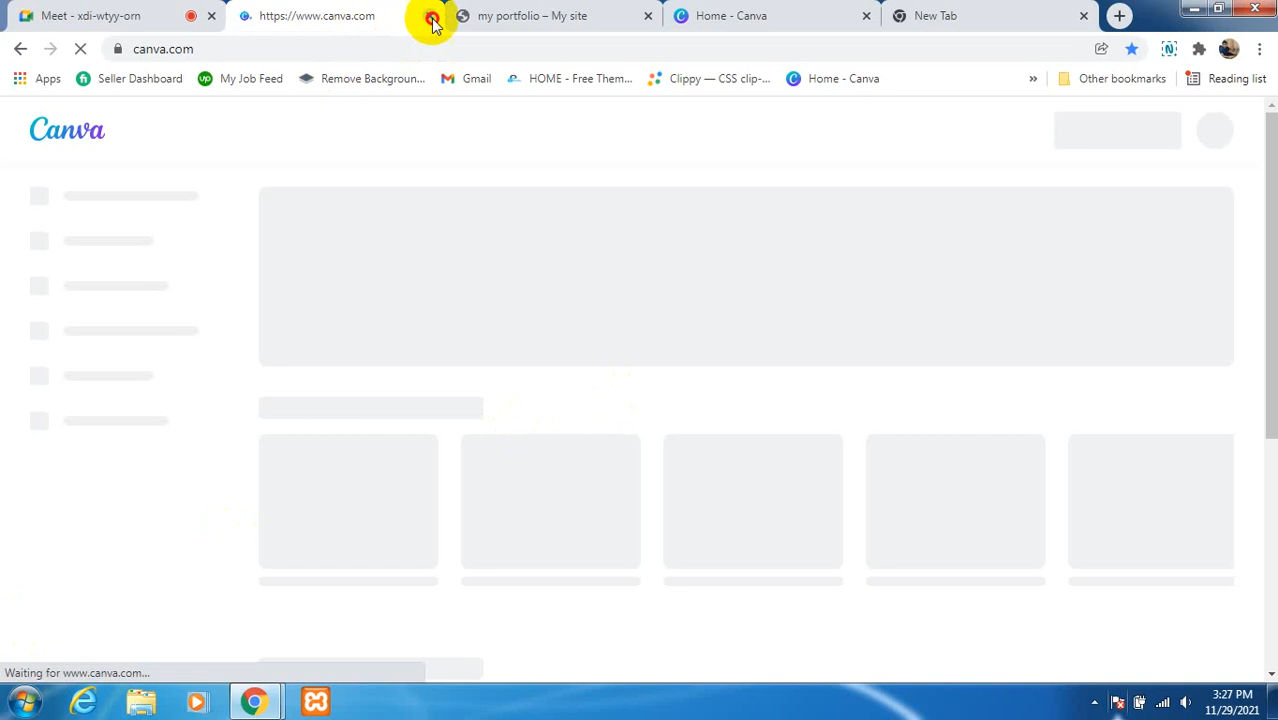 Meet - xdi-wtyy-orn
https://www.canva.com
my portfolio – My site
Home - Canva
New Tab
canva.com
Apps
Seller Dashboard
My Job Feed
Remove Backgroun...
Gmail
HOME - Free Them...
Clippy — CSS clip-...
Home - Canva
»
Other bookmarks
Reading list
Canva
Waiting for www.canva.com...
3:27 PM
11/29/2021